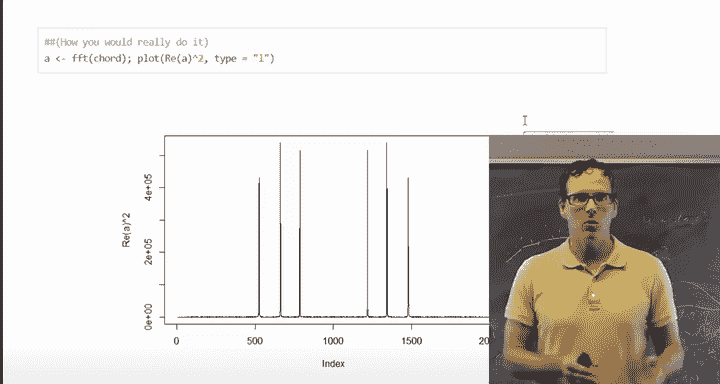 ##(How you would really do it)
a <- fft(chord); plot(Re(a)^2, type = "l")
Re(a)^2
4e+05
2e+05
0e+00
0 500 1000 1500
Index